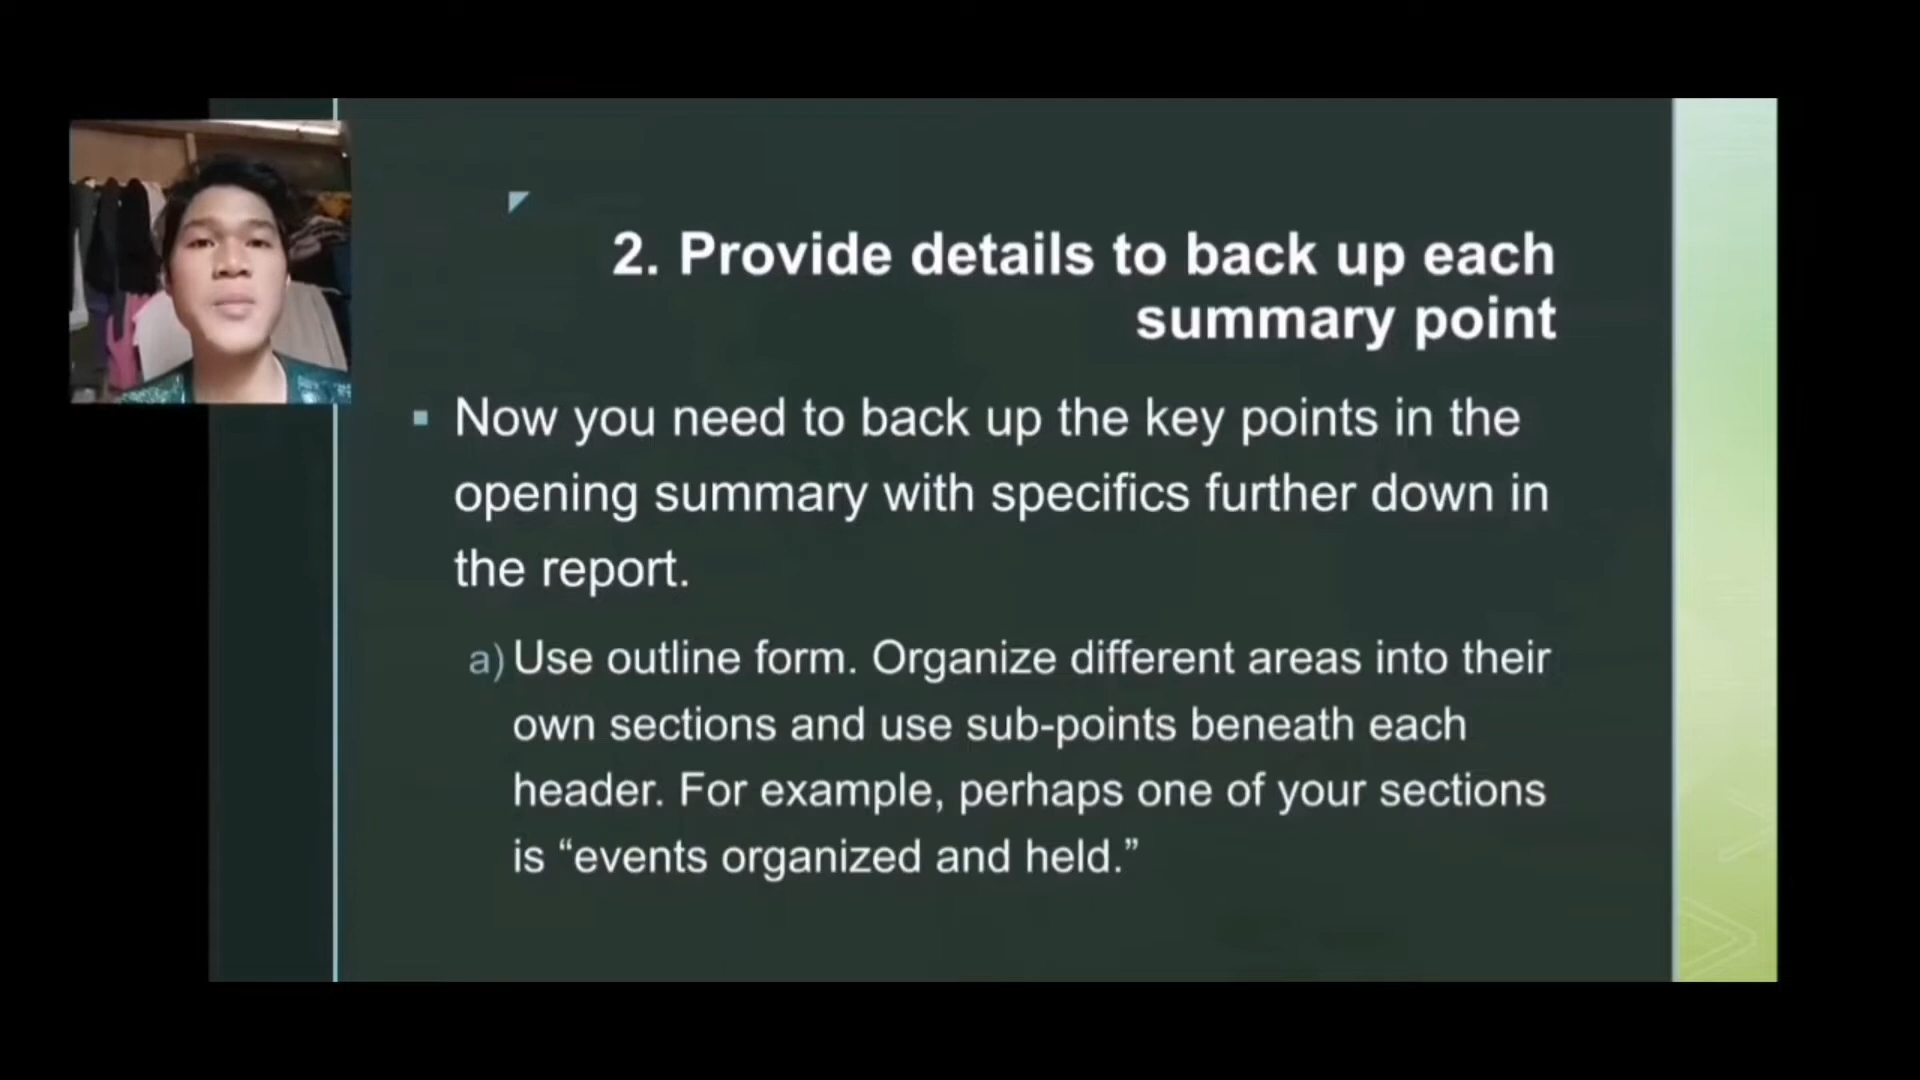 2. Provide details to back up each
summary point
Now you need to back up the key points in the
opening summary with specifics further down in
the report.
a) Use outline form. Organize different areas into their
own sections and use sub-points beneath each
header. For example, perhaps one of your sections
is “events organized and held.”